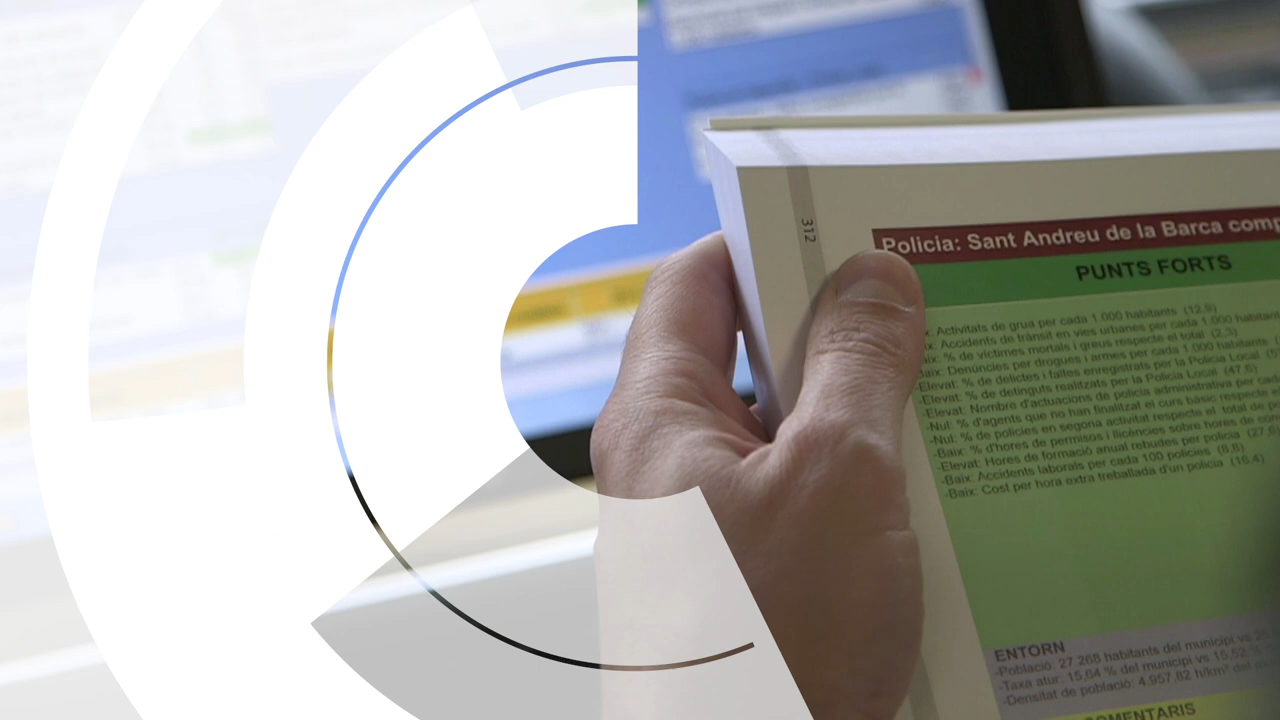 312
Policia: Sant Andreu de la Barca comp
PUNTS FORTS
x: Activitats de grua per cada 1.000 habitants (12,9)
ix: Accidents de trànsit en vies urbanes per cada 1.000 habitan
aix: % de víctimes mortals i greus respecte el total. (2,3)
Baix: Denúncies per drogues i armes per cada 1.000 habitants
-Elevat: % de delictes i faltes enregistrats per la Policia Local
-Elevat: % de detinguts realitzats per la Policia Local (47,6)
-Elevat: Nombre d'actuacions de policia administrativa per cada
-Nul: % d'agents que no han finalitzat el curs bàsic respecte e
-Nul: % de policies en segona activitat respecte el total de po
-Baix: % d'hores de permisos i llicències sobre hores de con
-Elevat: Hores de formació anual rebudes per policia (27,6
-Baix: Accidents laborals per cada 100 policies (8,8)
-Baix: Cost per hora extra treballada d'un policia (16,4)
ENTORN
-Població: 27.268 habitants del municipi vs
-Taxa atur: 15,64 % del municipi vs 15,52 %
-Densitat de població: 4.957,82 h/km² del
COMENTARIS